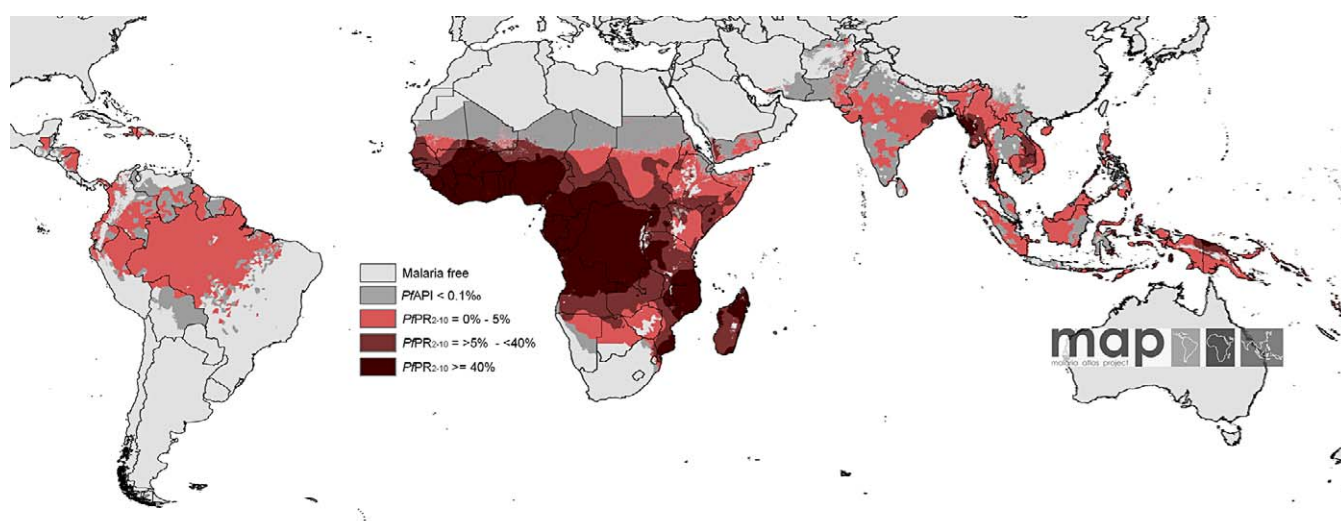 Malaria free
PfAPI < 0.1‰
PfPR2-10 = 0% - 5%
PfPR2-10 = >5% - <40%
PfPR2-10 >= 40%
map
malaria atlas project